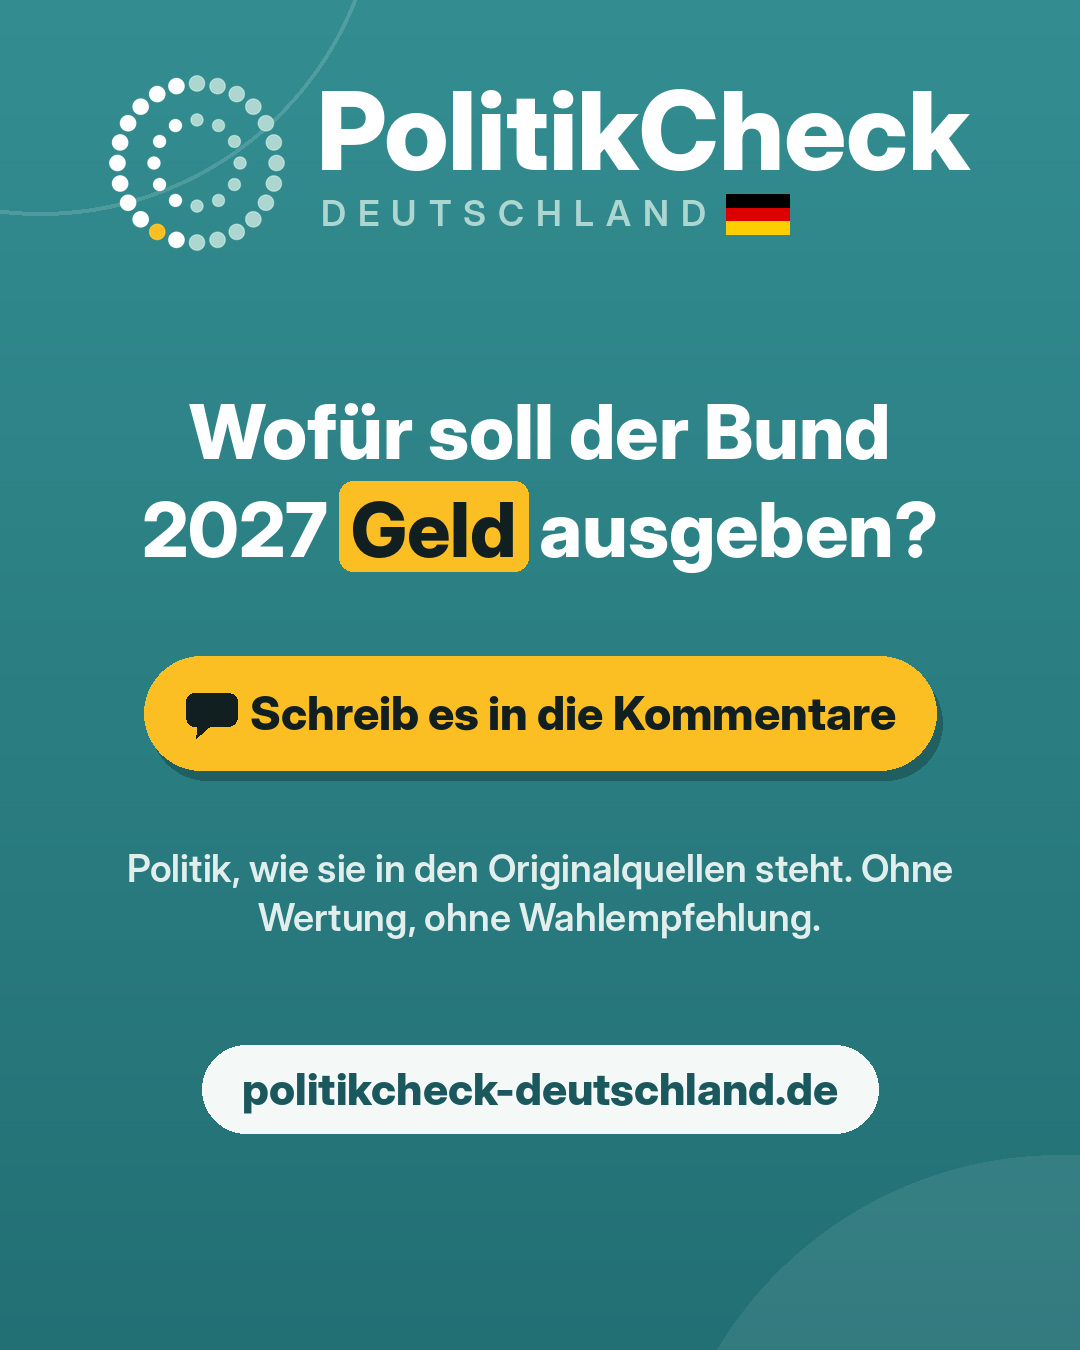 PolitikCheck
DEUTSCHLAND
Wofür soll der Bund
2027 Geld ausgeben?
Schreib es in die Kommentare
Politik, wie sie in den Originalquellen steht. Ohne
Wertung, ohne Wahlempfehlung.
politikcheck-deutschland.de